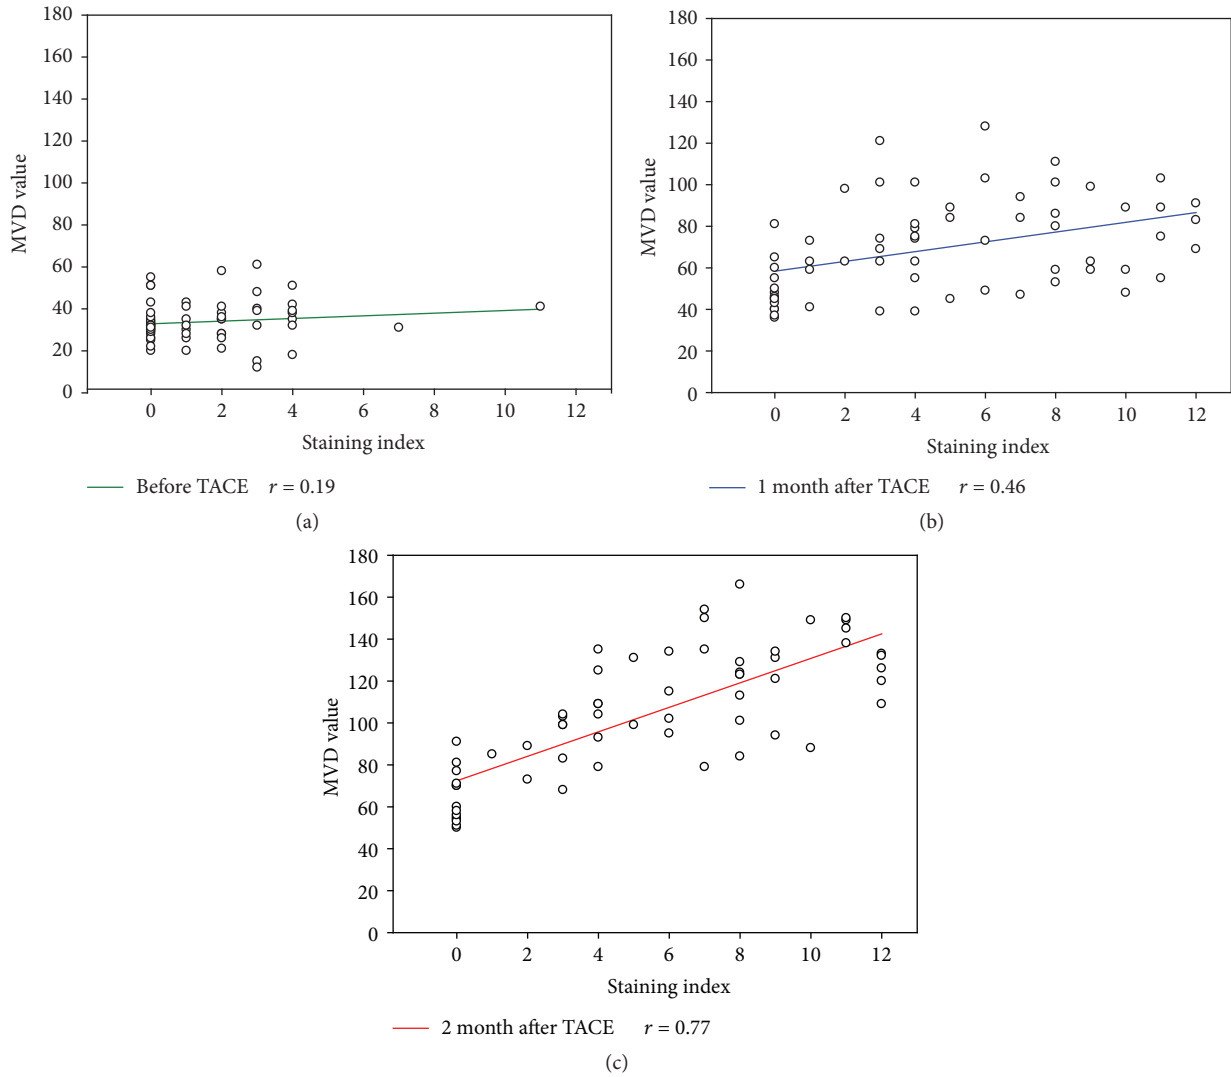 180
160
140
120
100
80
60
40
20
0
MVD value
0 2 4 6 8 10 12
Staining index
Before TACE r = 0.19
(a)
180
160
140
120
100
80
60
40
20
0
MVD value
0 2 4 6 8 10 12
Staining index
1 month after TACE r = 0.46
(b)
180
160
140
120
100
80
60
40
20
0
MVD value
0 2 4 6 8 10 12
Staining index
2 month after TACE r = 0.77
(c)